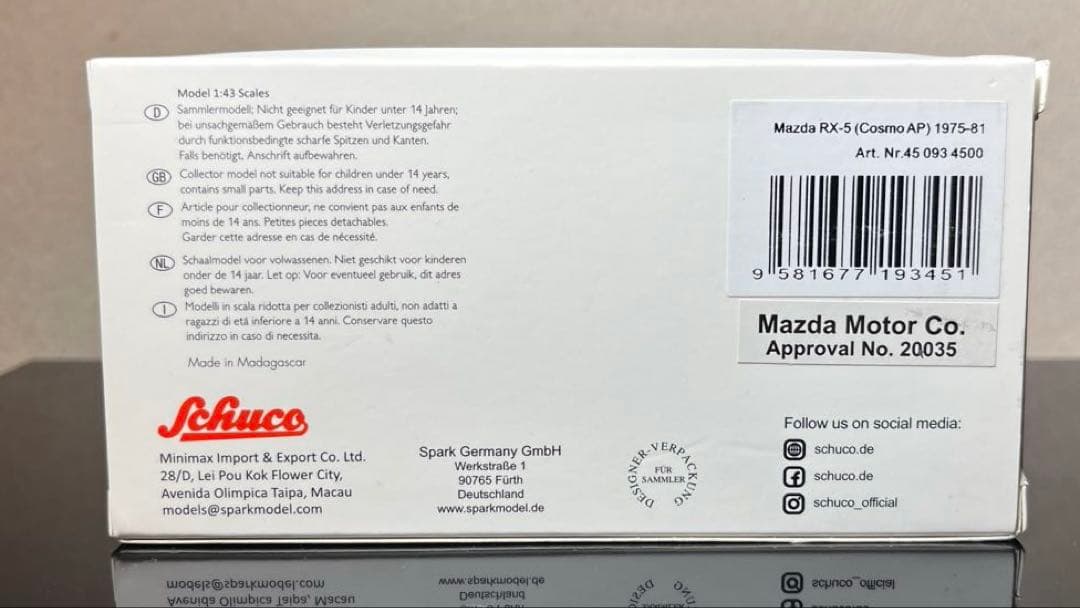 Model 1:43 Scales
D
Sammlermodell; Nicht geeignet für Kinder unter 14 Jahren;
bei unsachgemäßem Gebrauch besteht Verletzungsgefahr
durch funktionsbedingte scharfe Spitzen und Kanten.
Falls benötigt, Anschrift aufbewahren.
GB
Collector model not suitable for children under 14 years,
contains small parts. Keep this address in case of need.
F
Article pour collectionneur, ne convient pas aux enfants de
moins de 14 ans. Petites pieces detachables.
Garder cette adresse en cas de nécessité.
NL
Schaalmodel voor volwassenen. Niet geschikt voor kinderen
onder de 14 jaar. Let op: Voor eventueel gebruik, dit adres
goed bewaren.
I
Modelli in scala ridotta per collezionisti adulti, non adatti a
ragazzi di etá inferiore a 14 anni. Conservare questo
indirizzo in caso di necessita.
Made in Madagascar
Schuco
Minimax Import & Export Co. Ltd.
28/D, Lei Pou Kok Flower City,
Avenida Olimpica Taipa, Macau
models@sparkmodel.com
Spark Germany GmbH
Werkstraße 1
90765 Fürth
Deutschland
www.sparkmodel.de
DESIGNER-VERPACKUNG
FÜR
SAMMLER
Mazda RX-5 (Cosmo AP) 1975-81
Art. Nr.45 093 4500
9 581677 193451
Mazda Motor Co.
Approval No. 20035
Follow us on social media:
schuco.de
schuco.de
schuco_official